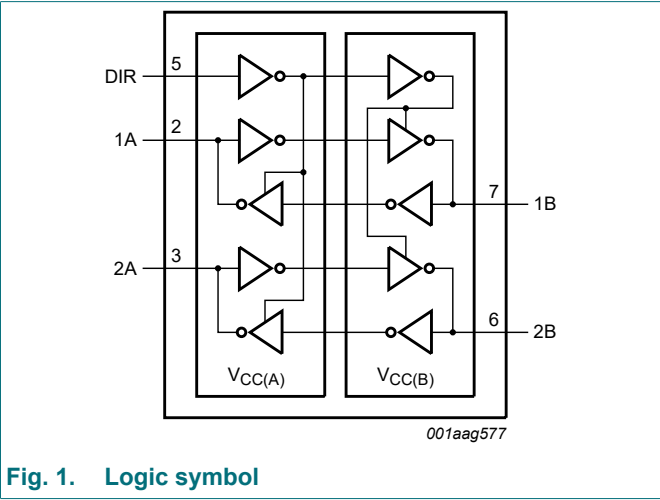 DIR
5
1A
2
7
1B
2A
3
6
2B
VCC(A)
VCC(B)
001aag577
Fig. 1. Logic symbol